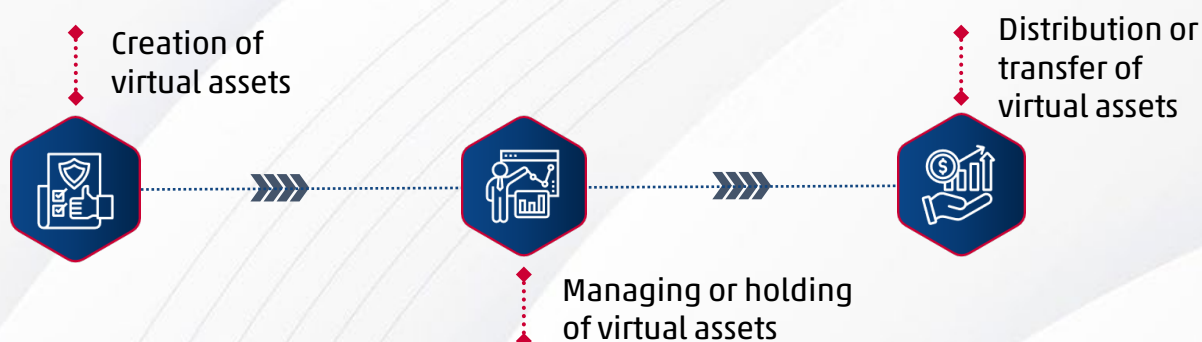 Creation of
virtual assets
Managing or holding
of virtual assets
Distribution or
transfer of
virtual assets